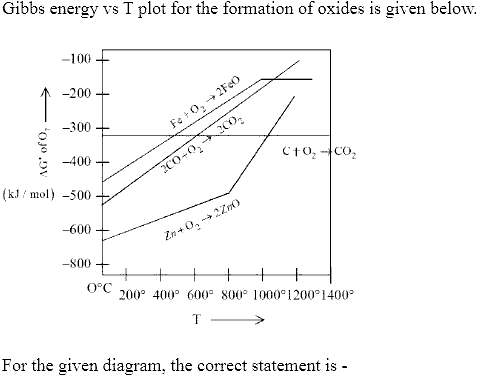 Gibbs energy vs T plot for the formation of oxides is given below.
−100
−200
−300
−400
−500
−600
−800
ΔG° of O₂
(kJ / mol)
Fe + O₂ → 2FeO
2CO+O₂ → 2CO₂
C+O₂ → CO₂
Zn+O₂ → 2ZnO
0°C 200° 400° 600° 800° 1000° 1200° 1400°
T
For the given diagram, the correct statement is -